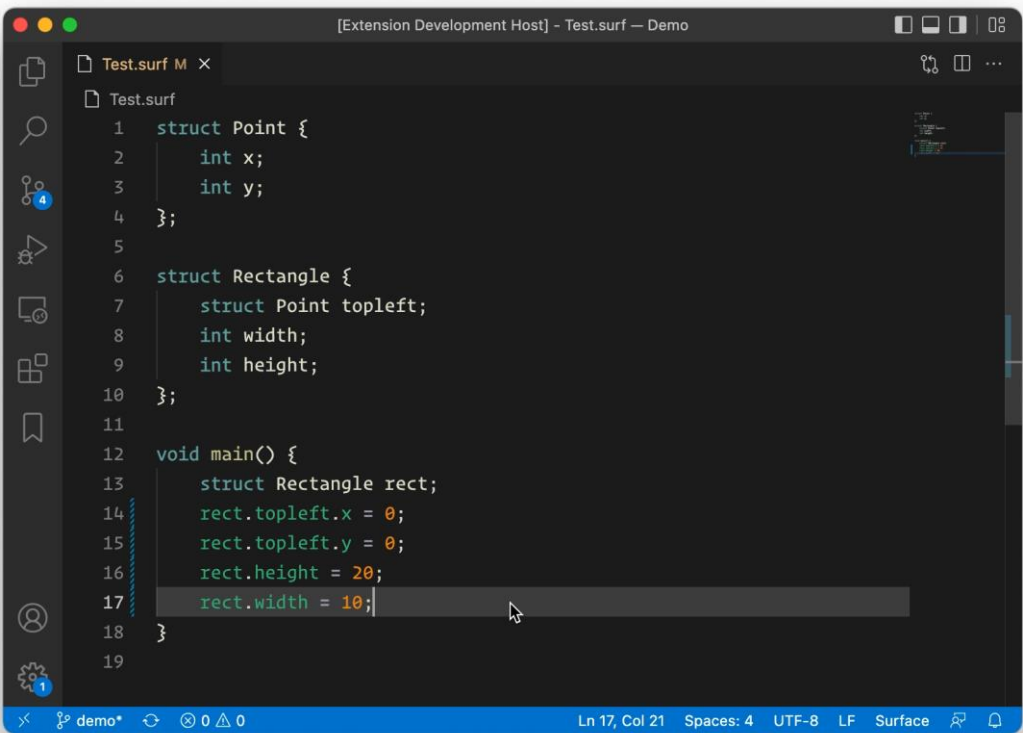 [Extension Development Host] - Test.surf — Demo
Test.surf M
Test.surf
1 struct Point {
2     int x;
3     int y;
4 };
5
6 struct Rectangle {
7     struct Point topleft;
8     int width;
9     int height;
10 };
11
12 void main() {
13     struct Rectangle rect;
14     rect.topleft.x = 0;
15     rect.topleft.y = 0;
16     rect.height = 20;
17     rect.width = 10;
18 }
19
4
1
demo* 0 0 Ln 17, Col 21 Spaces: 4 UTF-8 LF Surface